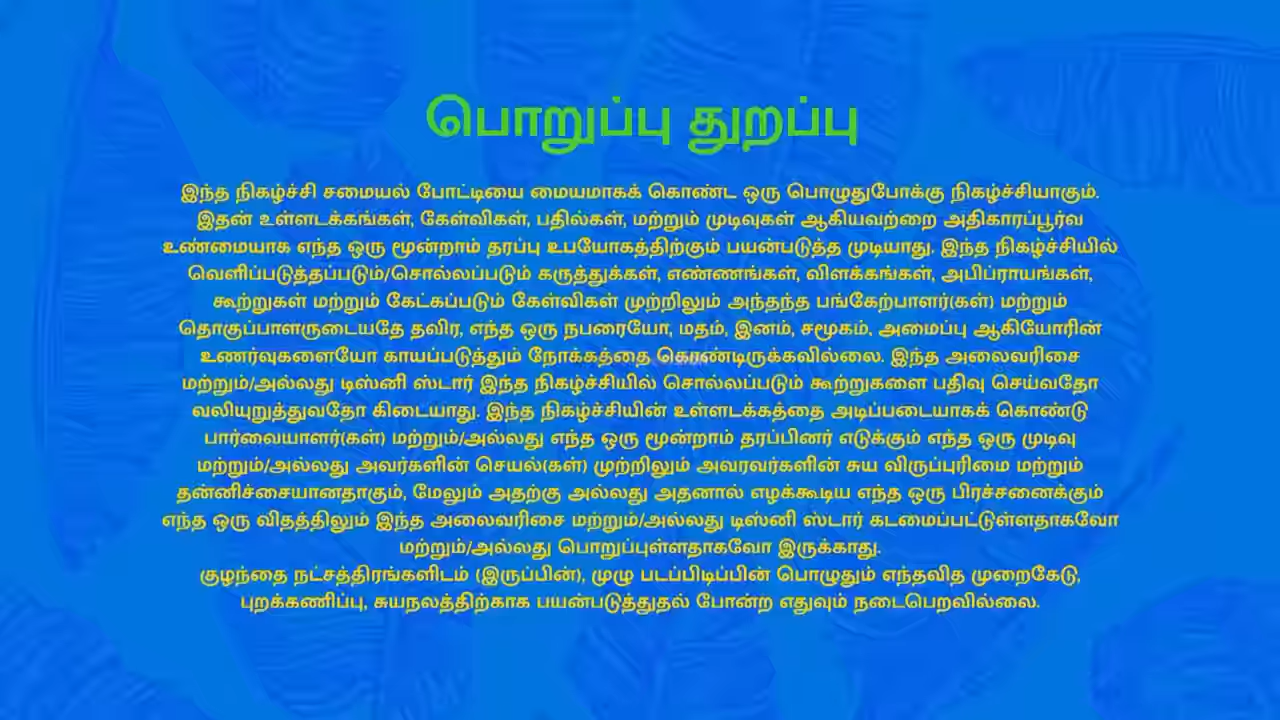 பொறுப்பு துறப்பு
இந்த நிகழ்ச்சி சமையல் போட்டியை மையமாகக் கொண்ட ஒரு பொழுதுபோக்கு நிகழ்ச்சியாகும்.
இதன் உள்ளடக்கங்கள், கேள்விகள், பதில்கள், மற்றும் முடிவுகள் ஆகியவற்றை அதிகாரப்பூர்வ
உண்மையாக எந்த ஒரு மூன்றாம் தரப்பு உபயோகத்திற்கும் பயன்படுத்த முடியாது. இந்த நிகழ்ச்சியில்
வெளிப்படுத்தப்படும்/சொல்லப்படும் கருத்துக்கள், எண்ணங்கள், விளக்கங்கள், அபிப்ராயங்கள்,
கூற்றுகள் மற்றும் கேட்கப்படும் கேள்விகள் முற்றிலும் அந்தந்த பங்கேற்பாளர்(கள்) மற்றும்
தொகுப்பாளருடையதே தவிர, எந்த ஒரு நபரையோ, மதம், இனம், சமூகம், அமைப்பு ஆகியோரின்
உணர்வுகளையோ காயப்படுத்தும் நோக்கத்தை கொண்டிருக்கவில்லை. இந்த அலைவரிசை
மற்றும்/அல்லது டிஸ்னி ஸ்டார் இந்த நிகழ்ச்சியில் சொல்லப்படும் கூற்றுகளை பதிவு செய்வதோ
வலியுறுத்துவதோ கிடையாது. இந்த நிகழ்ச்சியின் உள்ளடக்கத்தை அடிப்படையாகக் கொண்டு
பார்வையாளர்(கள்) மற்றும்/அல்லது எந்த ஒரு மூன்றாம் தரப்பினர் எடுக்கும் எந்த ஒரு முடிவு
மற்றும்/அல்லது அவர்களின் செயல்(கள்) முற்றிலும் அவரவர்களின் சுய விருப்புரிமை மற்றும்
தன்னிச்சையானதாகும், மேலும் அதற்கு அல்லது அதனால் எழக்கூடிய எந்த ஒரு பிரச்சனைக்கும்
எந்த ஒரு விதத்திலும் இந்த அலைவரிசை மற்றும்/அல்லது டிஸ்னி ஸ்டார் கடமைப்பட்டுள்ளதாகவோ
மற்றும்/அல்லது பொறுப்புள்ளதாகவோ இருக்காது.
குழந்தை நட்சத்திரங்களிடம் (இருப்பின்), முழு படப்பிடிப்பின் பொழுதும் எந்தவித முறைகேடு,
புறக்கணிப்பு, சுயநலத்திற்காக பயன்படுத்துதல் போன்ற எதுவும் நடைபெறவில்லை.